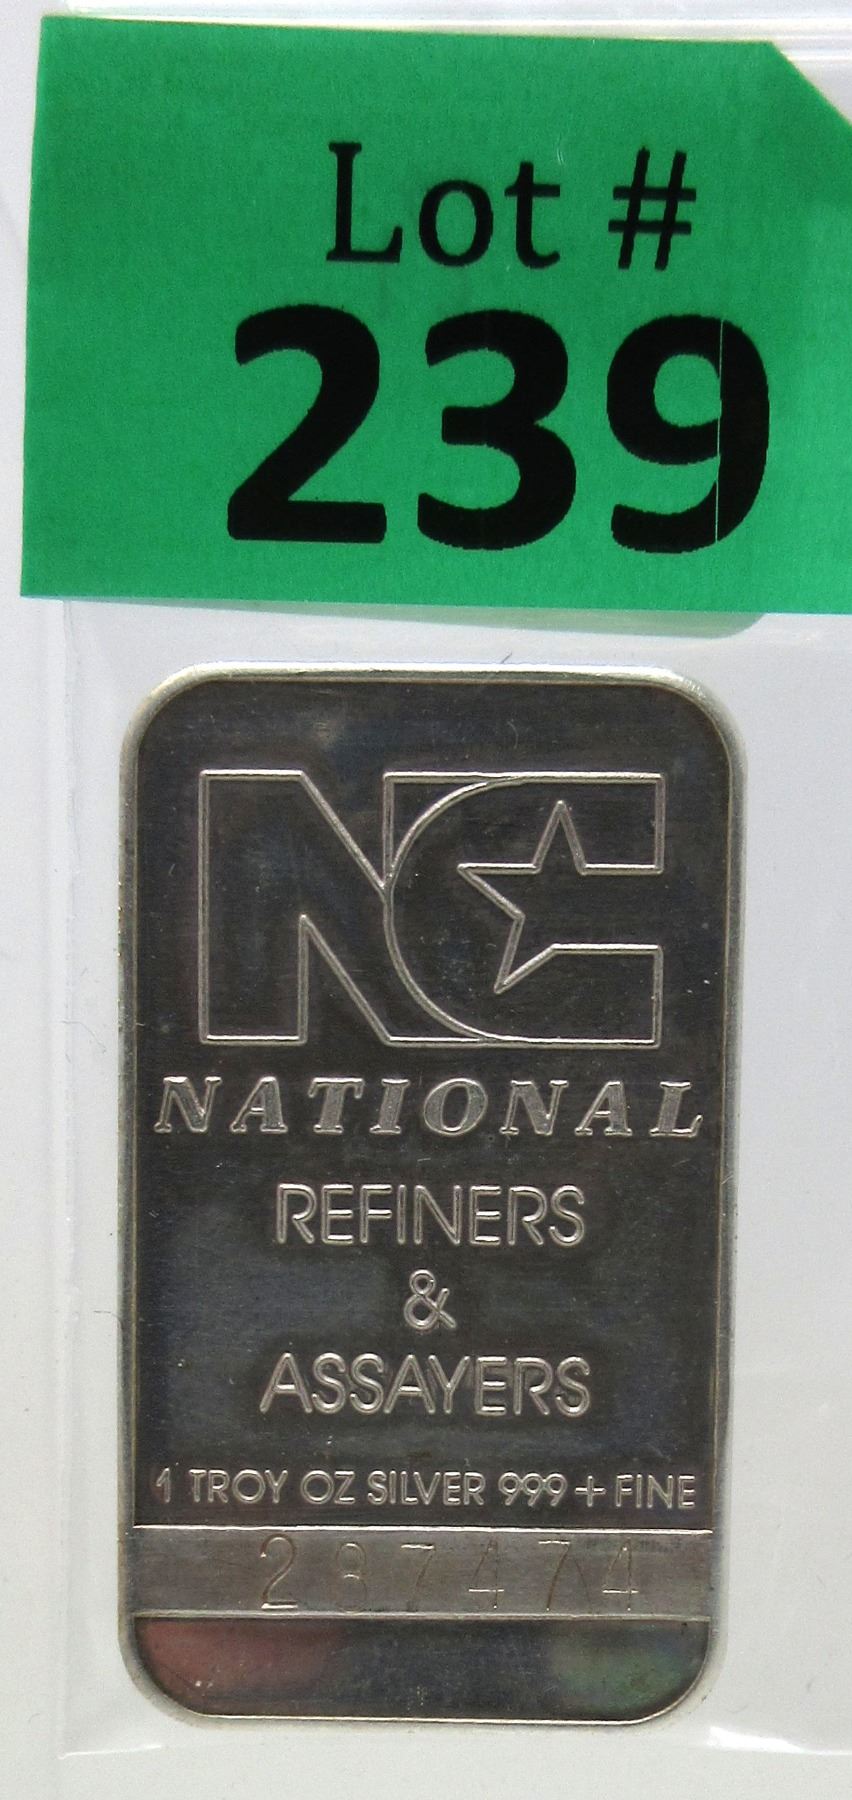 Lot #
239
NC
NATIONAL
REFINERS
&
ASSAYERS
1 TROY OZ SILVER 999 + FINE
287474